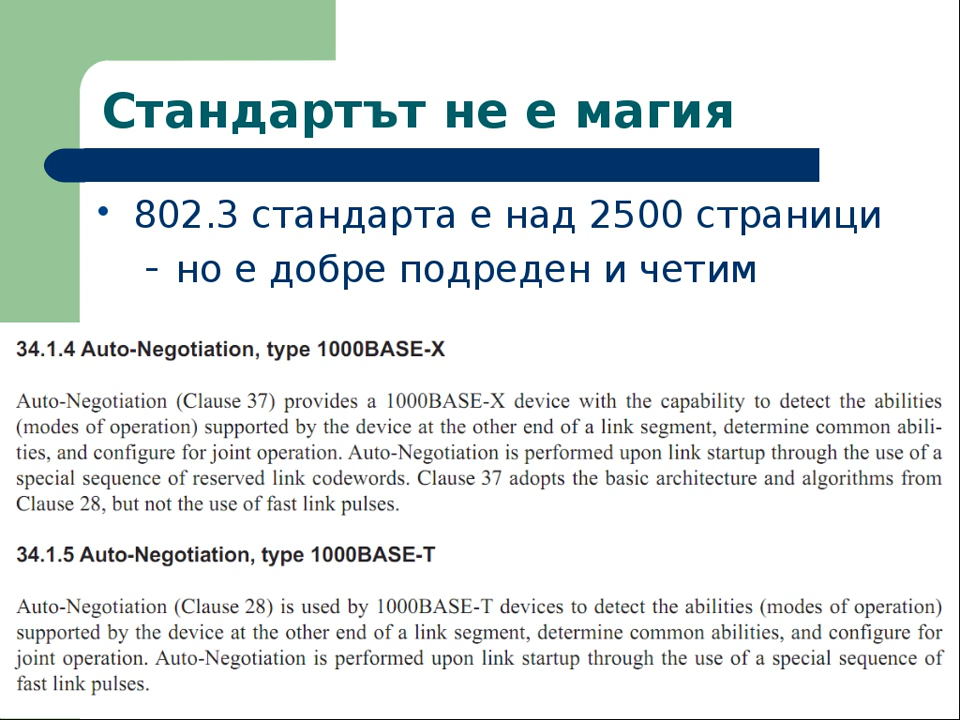 Стандартът не е магия
• 802.3 стандарта е над 2500 страници
– но е добре подреден и четим
34.1.4 Auto-Negotiation, type 1000BASE-X
Auto-Negotiation (Clause 37) provides a 1000BASE-X device with the capability to detect the abilities
(modes of operation) supported by the device at the other end of a link segment, determine common abili-
ties, and configure for joint operation. Auto-Negotiation is performed upon link startup through the use of a
special sequence of reserved link codewords. Clause 37 adopts the basic architecture and algorithms from
Clause 28, but not the use of fast link pulses.
34.1.5 Auto-Negotiation, type 1000BASE-T
Auto-Negotiation (Clause 28) is used by 1000BASE-T devices to detect the abilities (modes of operation)
supported by the device at the other end of a link segment, determine common abilities, and configure for
joint operation. Auto-Negotiation is performed upon link startup through the use of a special sequence of
fast link pulses.